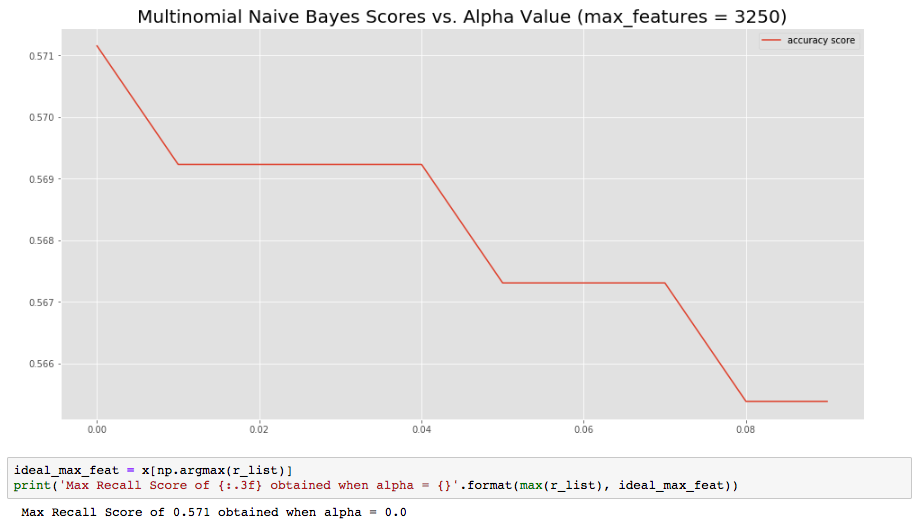 Multinomial Naive Bayes Scores vs. Alpha Value (max_features = 3250)
accuracy score
0.571
0.570
0.569
0.568
0.567
0.566
0.00 0.02 0.04 0.06 0.08
ideal_max_feat = x[np.argmax(r_list)]
print('Max Recall Score of {:.3f} obtained when alpha = {}'.format(max(r_list), ideal_max_feat))
Max Recall Score of 0.571 obtained when alpha = 0.0